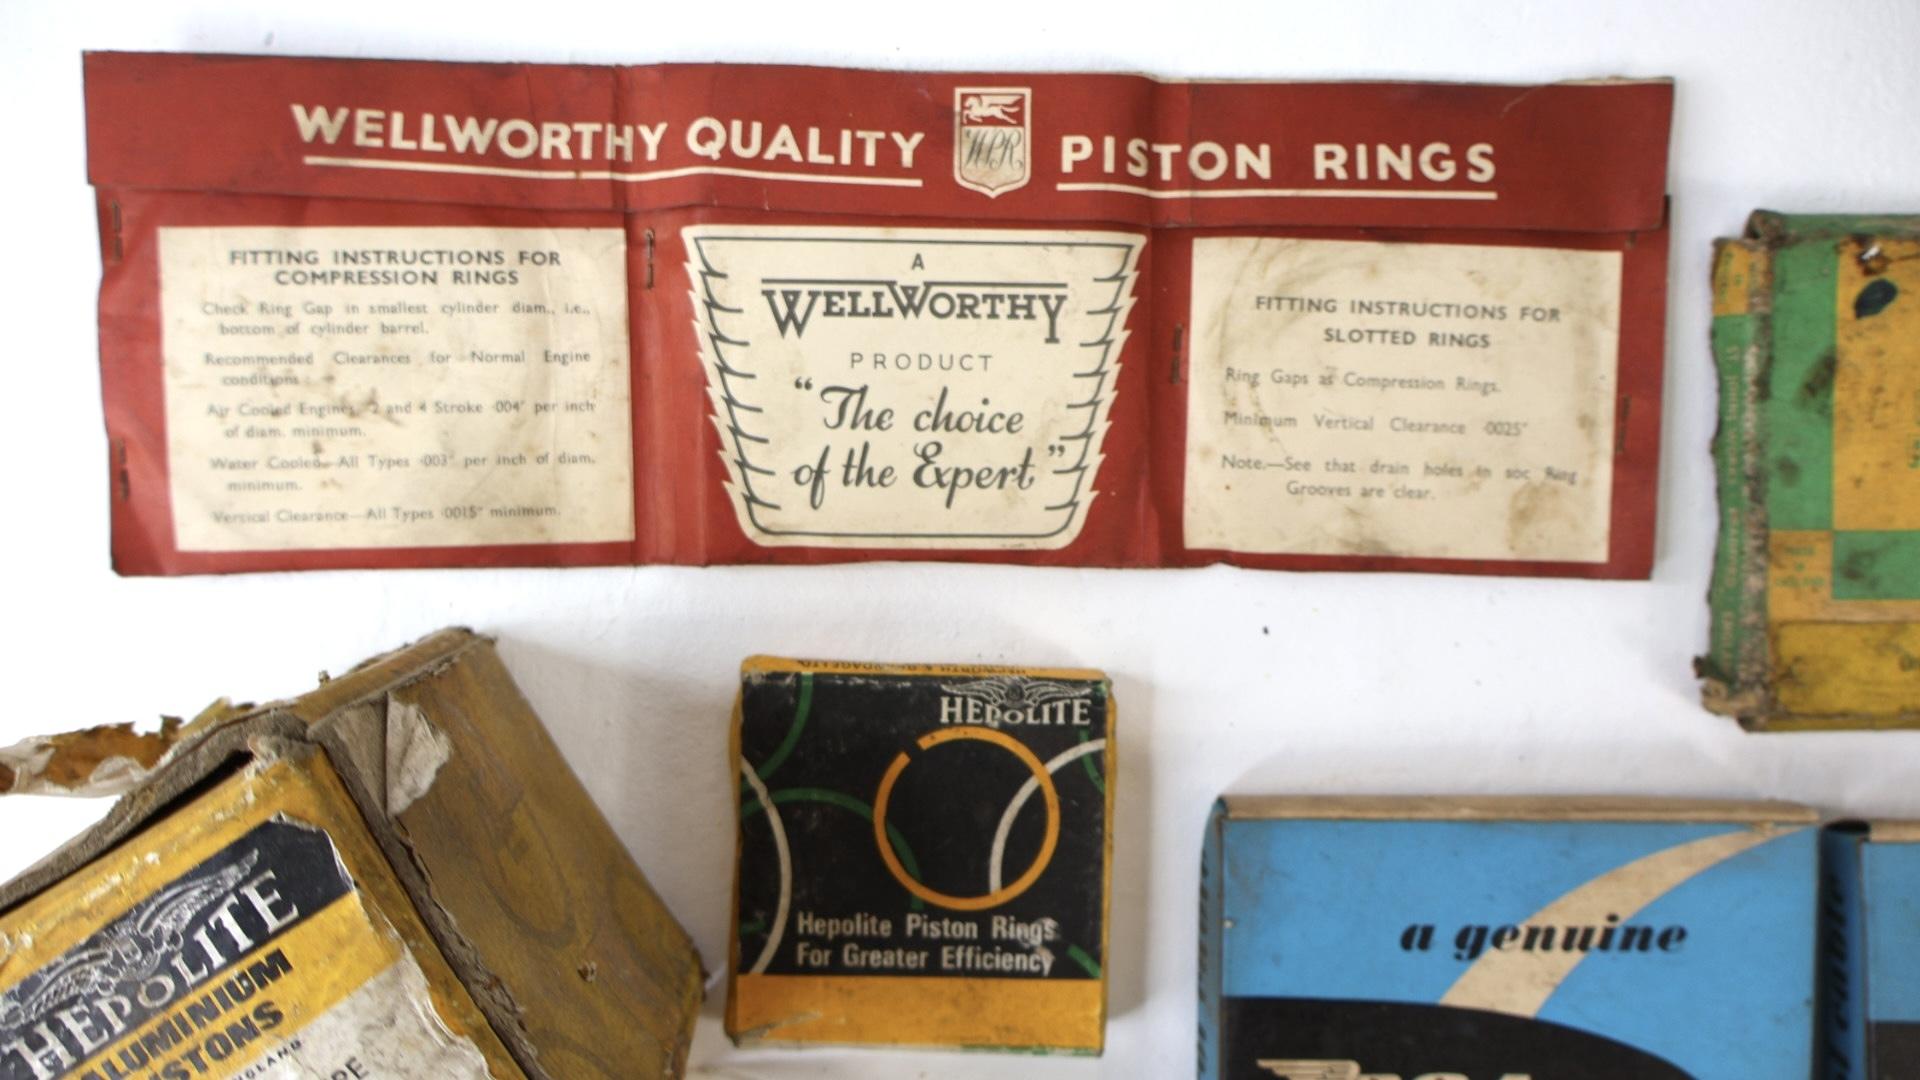 WELLWORTHY QUALITY WPR PISTON RINGS
FITTING INSTRUCTIONS FOR
COMPRESSION RINGS
Check Ring Gap in smallest cylinder diam., i.e.,
bottom of cylinder barrel.
Recommended Clearances for Normal Engine
conditions
Air Cooled Engines, 2 and 4 Stroke ·004" per inch
of diam. minimum.
Water Cooled—All Types ·003" per inch of diam.
minimum.
Vertical Clearance—All Types ·0015" minimum.
A
WELLWORTHY
PRODUCT
"The choice
of the Expert"
FITTING INSTRUCTIONS FOR
SLOTTED RINGS
Ring Gaps as Compression Rings.
Minimum Vertical Clearance ·0025"
Note.—See that drain holes in Ring
Grooves are clear.
HEPOLITE
ALUMINIUM
PISTONS
HEPOLITE
Hepolite Piston Rings
For Greater Efficiency
a genuine
BSA